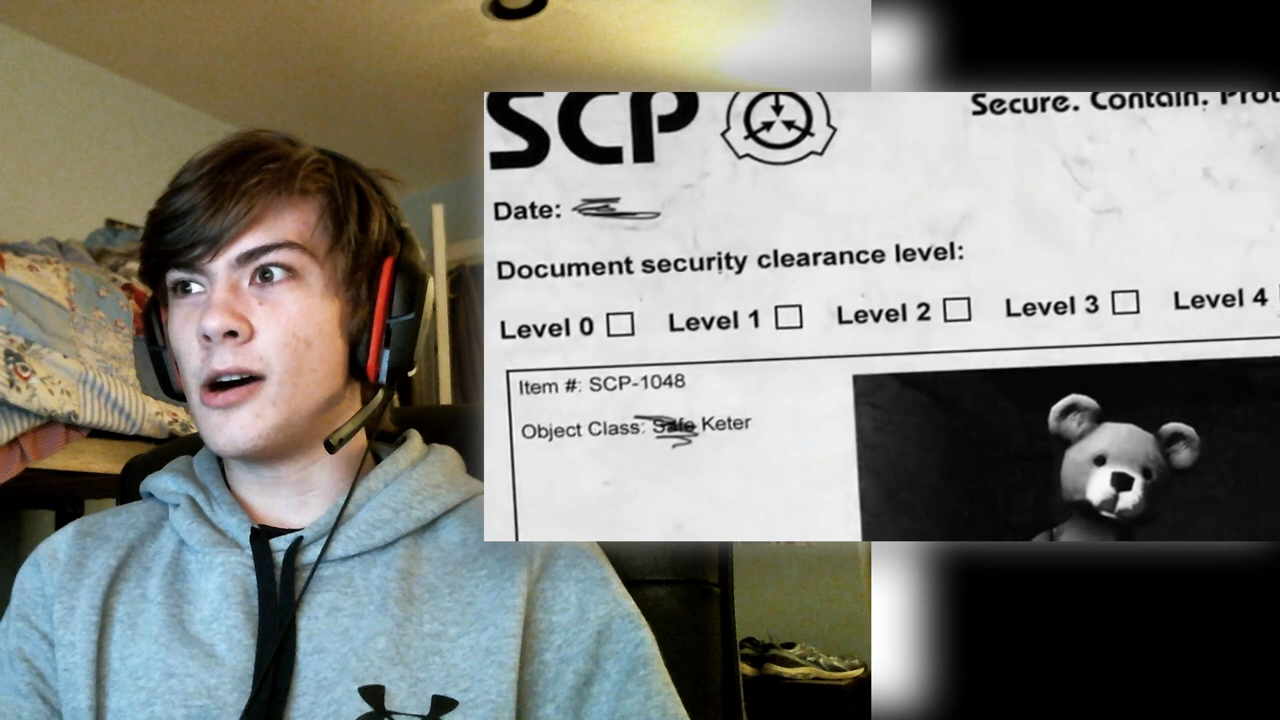 SCP
Secure. Contain.
Date:
Document security clearance level:
Level 0 Level 1 Level 2 Level 3 Level 4
Item #: SCP-1048
Object Class: Safe Keter